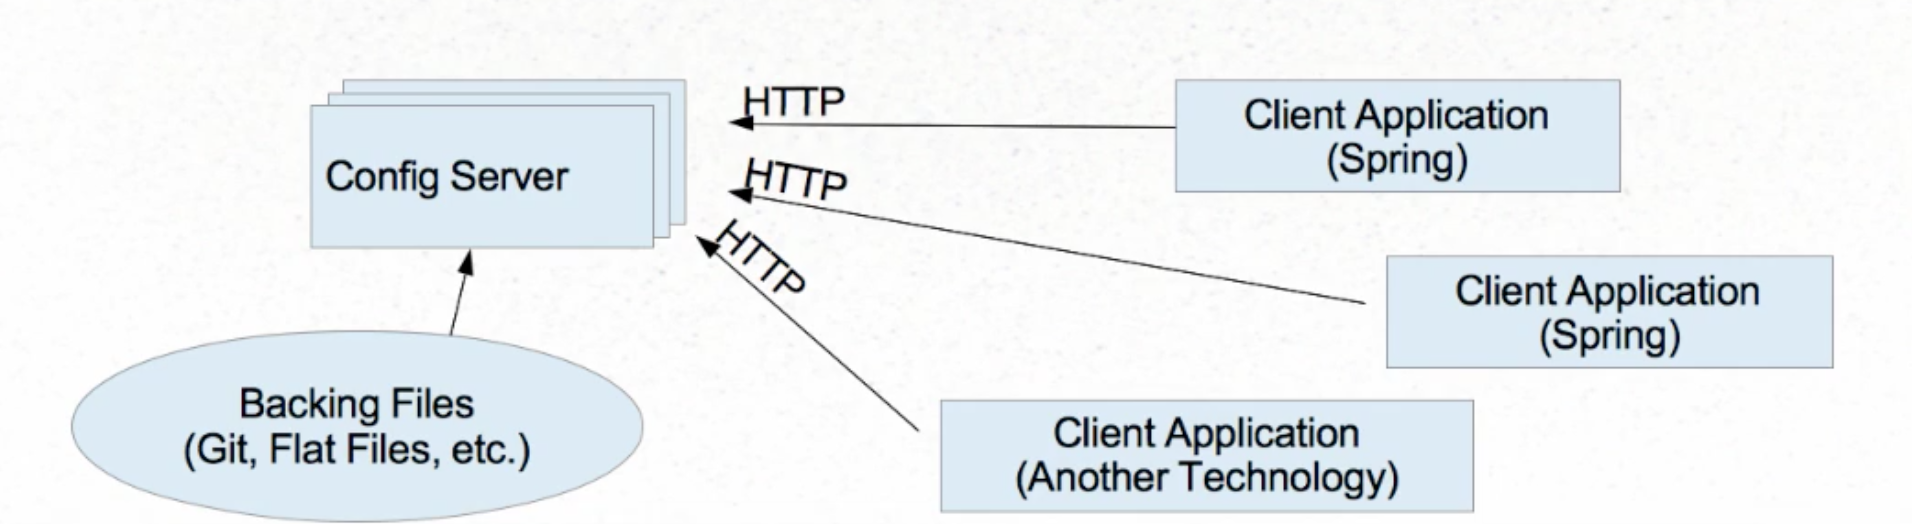 HTTP
Client Application
(Spring)
Config Server
HTTP
HTTP
Client Application
(Spring)
Backing Files
(Git, Flat Files, etc.)
Client Application
(Another Technology)